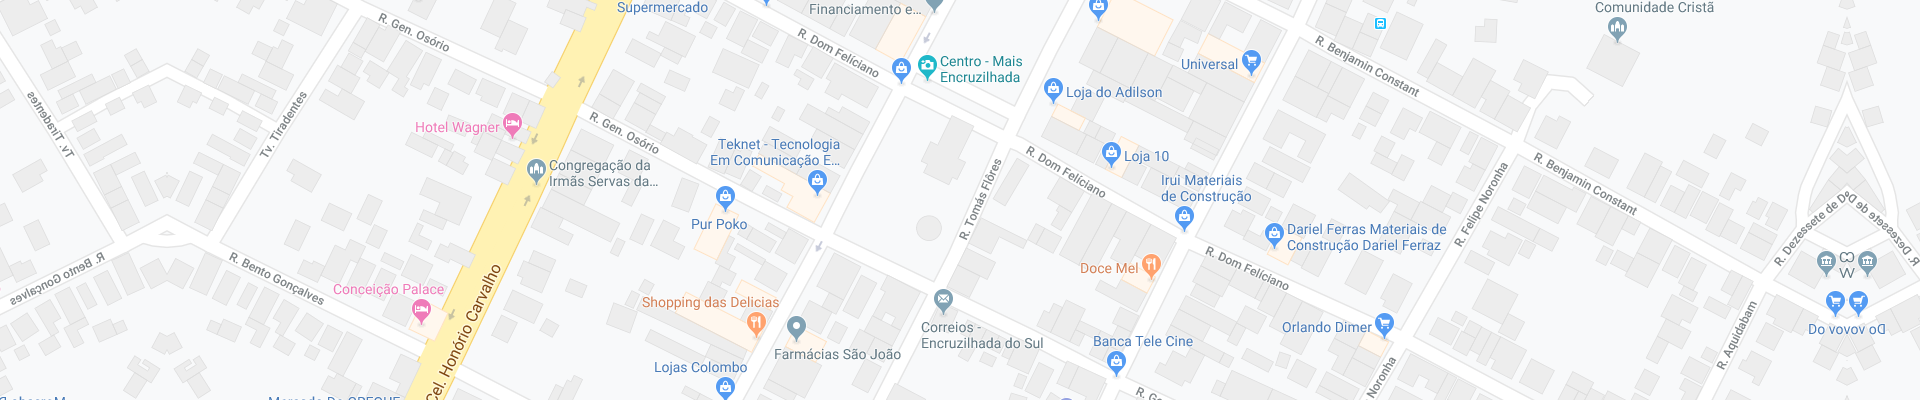 Supermercado
Financiamento e...
Comunidade Cristã
R. Gen. Osório
R. Dom Feliciano
R. Benjamin Constant
Centro - Mais
Encruzilhada
Universal
Loja do Adilson
Tv. Tiradentes
Tv. Tiradentes
Hotel Wagner
R. Gen. Osório
Teknet - Tecnologia
Em Comunicação E...
Loja 10
R. Dom Feliciano
R. Benjamin Constant
Congregação da
Irmãs Servas da...
Irui Materiais
de Construção
R. Tomás Flôres
R. Felipe Noronha
R. Dezessete de
Pur Poko
Dariel Ferras Materiais de
Construção Dariel Ferraz
R. Bento Gonçalves
R. Bento Gonçalves
R. Dom Feliciano
Doce Mel
Conceição Palace
Cel. Honório Carvalho
Shopping das Delicias
Correios -
Encruzilhada do Sul
Orlando Dimer
R. Aquidabam
Farmácias São João
Banca Tele Cine
Lojas Colombo
Noronha